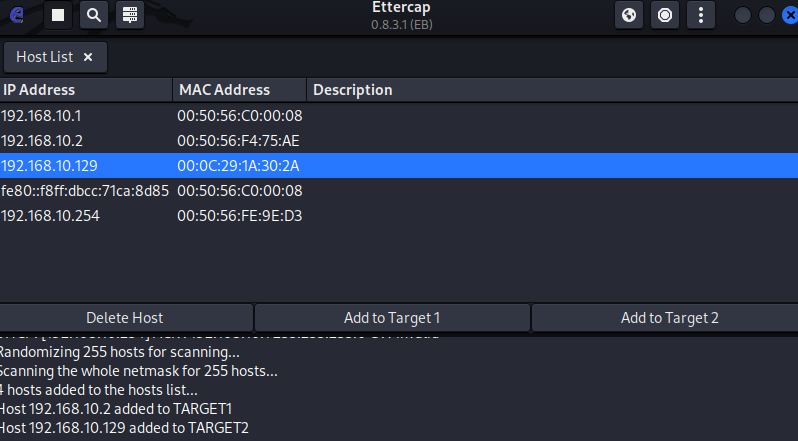 Ettercap
0.8.3.1 (EB)
Host List ×
IP Address MAC Address Description
192.168.10.1 00:50:56:C0:00:08
192.168.10.2 00:50:56:F4:75:AE
192.168.10.129 00:0C:29:1A:30:2A
fe80::f8ff:dbcc:71ca:8d85 00:50:56:C0:00:08
192.168.10.254 00:50:56:FE:9E:D3
Delete Host Add to Target 1 Add to Target 2
Randomizing 255 hosts for scanning...
Scanning the whole netmask for 255 hosts...
4 hosts added to the hosts list...
Host 192.168.10.2 added to TARGET1
Host 192.168.10.129 added to TARGET2